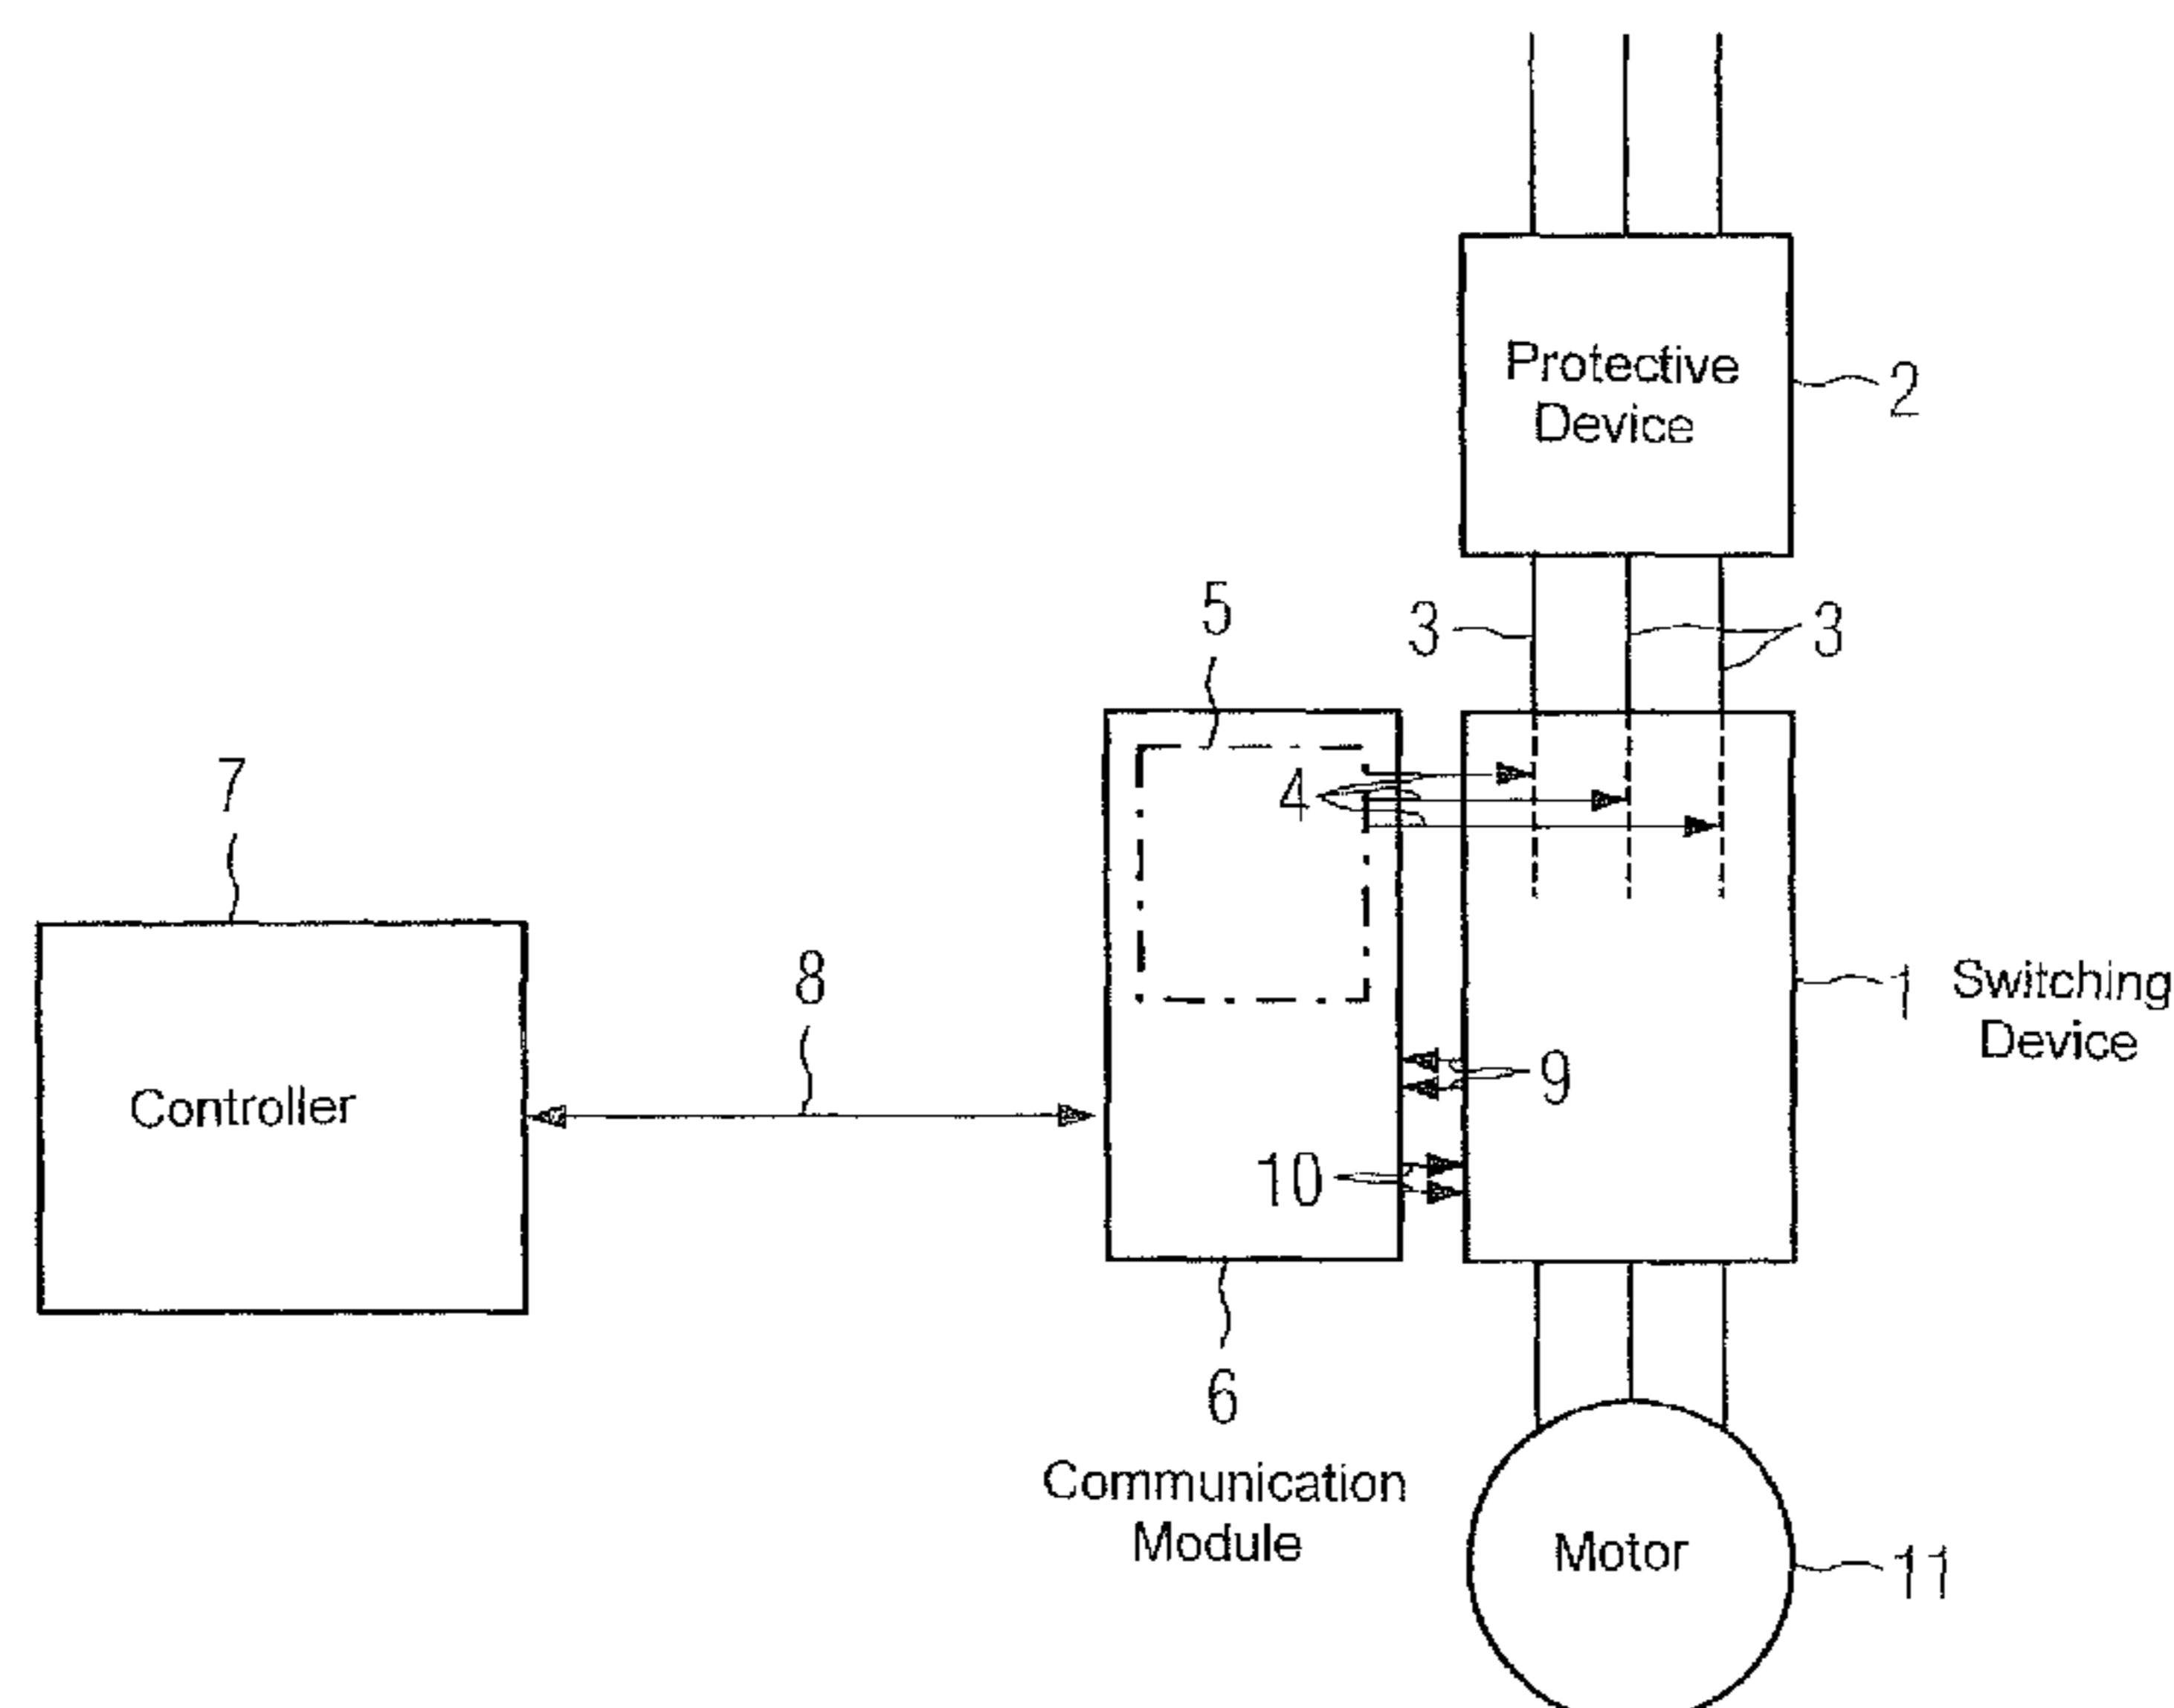 Protective
Device
2
5
3
3
4
7
8
1
Switching
Device
9
Controller
10
6
Communication
Module
Motor
11